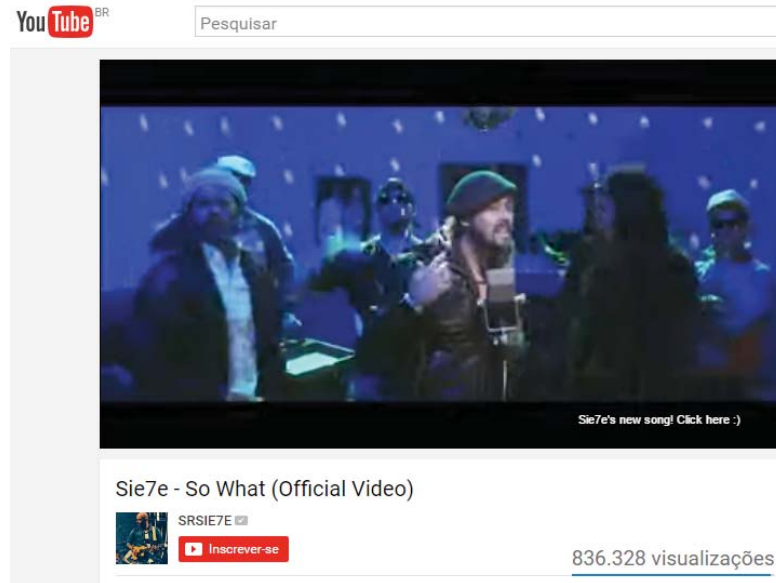 YouTube BR
Pesquisar
Sie7e's new song! Click here :)
Sie7e - So What (Official Video)
SRSIE7E
Inscrever-se
836.328 visualizações